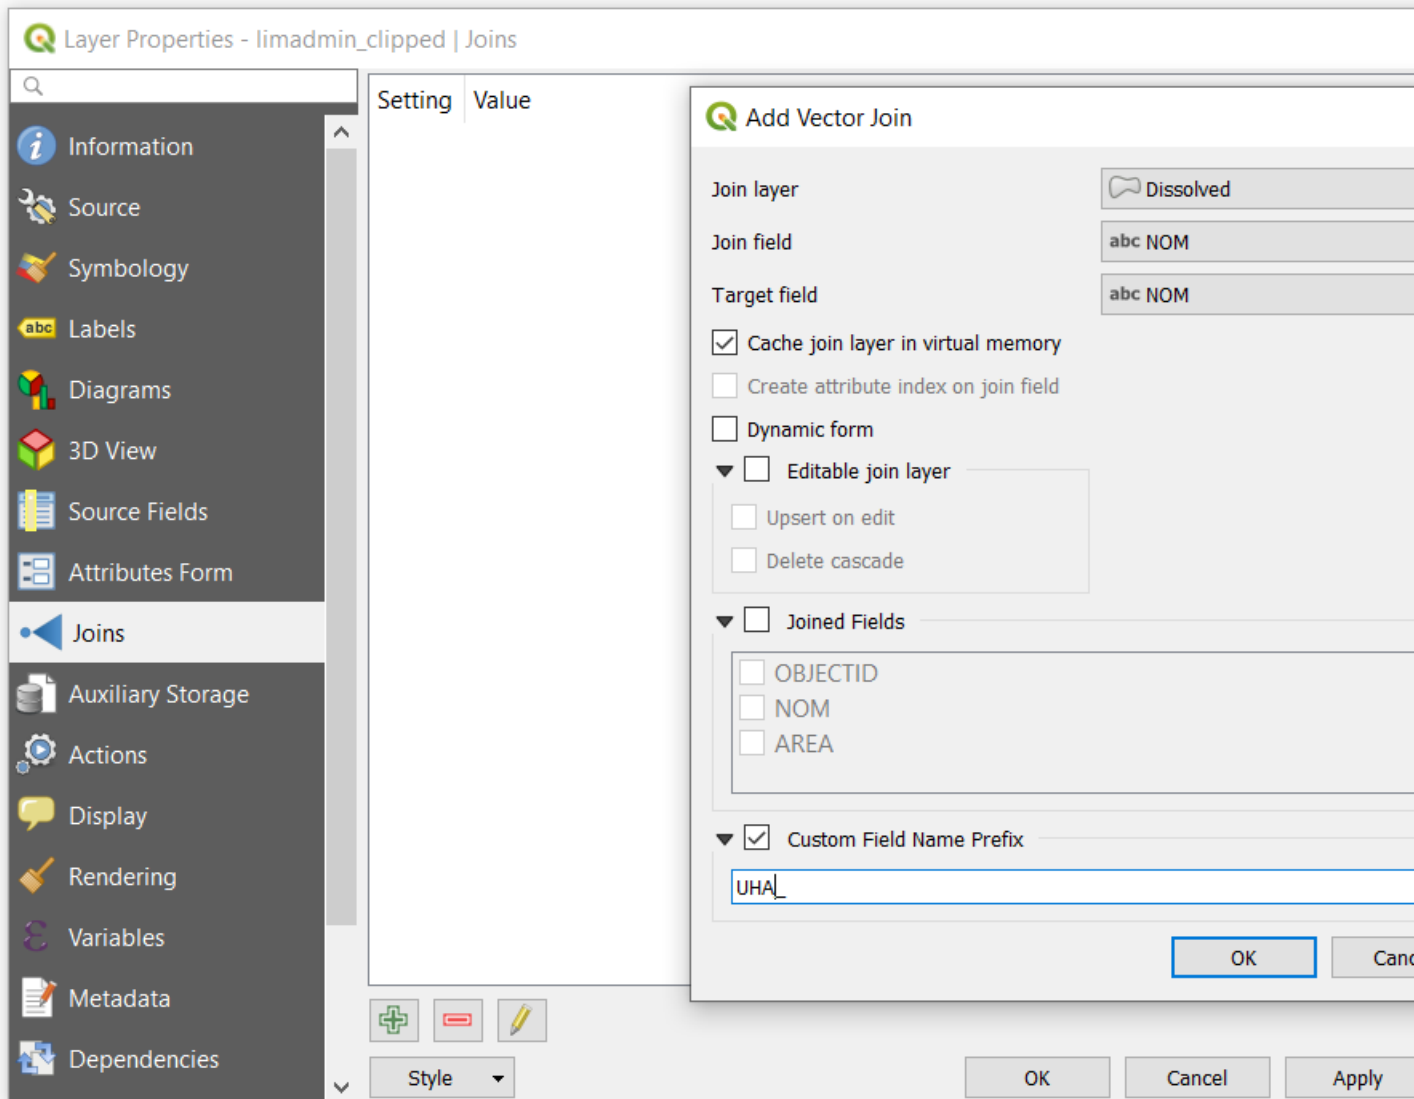 Layer Properties - limadmin_clipped | Joins
Information
Source
Symbology
abc Labels
Diagrams
3D View
Source Fields
Attributes Form
Joins
Auxiliary Storage
Actions
Display
Rendering
Variables
Metadata
Dependencies
Setting Value
Style
OK Cancel Apply
Add Vector Join
Join layer Dissolved
Join field abc NOM
Target field abc NOM
Cache join layer in virtual memory
Create attribute index on join field
Dynamic form
Editable join layer
Upsert on edit
Delete cascade
Joined Fields
OBJECTID
NOM
AREA
Custom Field Name Prefix
UHA_
OK Canc